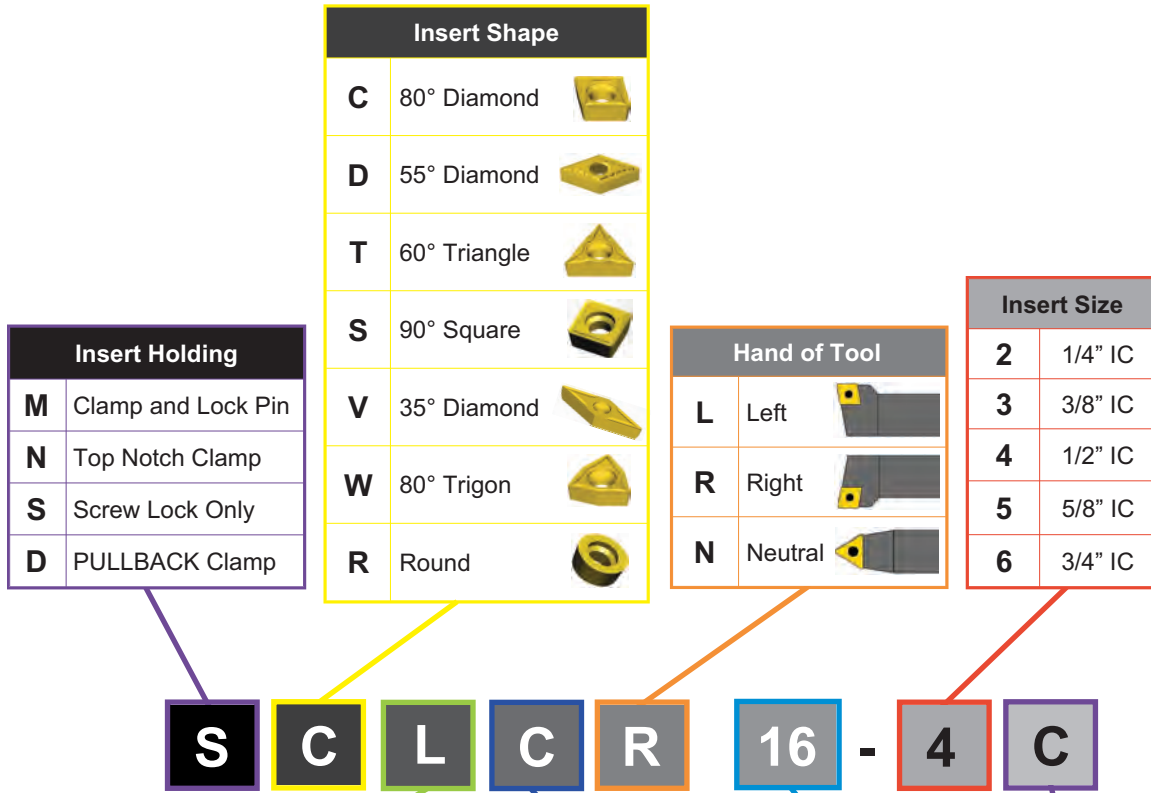 Insert Shape
C 80° Diamond
D 55° Diamond
T 60° Triangle
S 90° Square
V 35° Diamond
W 80° Trigon
R Round
Insert Holding
M Clamp and Lock Pin
N Top Notch Clamp
S Screw Lock Only
D PULLBACK Clamp
Hand of Tool
L Left
R Right
N Neutral
Insert Size
2 1/4” IC
3 3/8” IC
4 1/2” IC
5 5/8” IC
6 3/4” IC
S C L C R 16 - 4 C